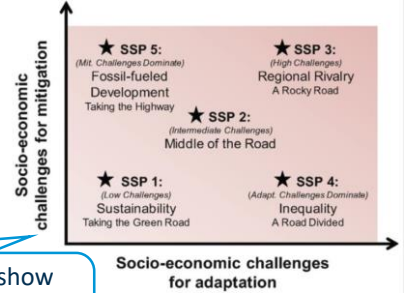 Socio-economic
challenges for mitigation
★ SSP 5:
(Mit. Challenges Dominate)
Fossil-fueled
Development
Taking the Highway
★ SSP 3:
(High Challenges)
Regional Rivalry
A Rocky Road
★ SSP 2:
(Intermediate Challenges)
Middle of the Road
★ SSP 1:
(Low Challenges)
Sustainability
Taking the Green Road
★ SSP 4:
(Adapt. Challenges Dominate)
Inequality
A Road Divided
Socio-economic challenges
for adaptation
show